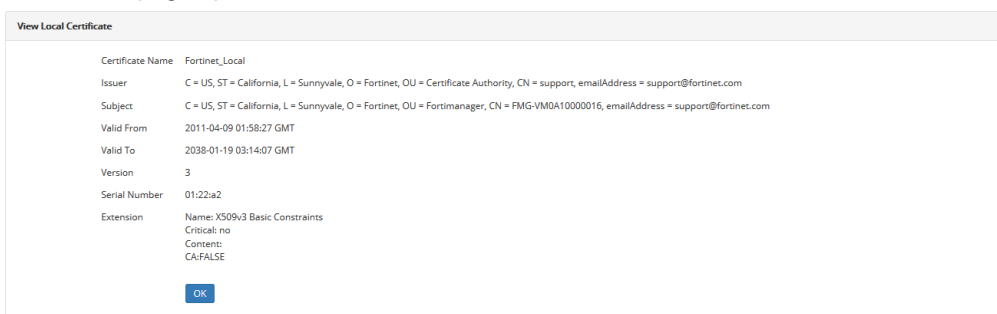 View Local Certificate
Certificate Name Fortinet_Local
Issuer C = US, ST = California, L = Sunnyvale, O = Fortinet, OU = Certificate Authority, CN = support, emailAddress = support@fortinet.com
Subject C = US, ST = California, L = Sunnyvale, O = Fortinet, OU = Fortimanager, CN = FMG-VM0A10000016, emailAddress = support@fortinet.com
Valid From 2011-04-09 01:58:27 GMT
Valid To 2038-01-19 03:14:07 GMT
Version 3
Serial Number 01:22:a2
Extension Name: X509v3 Basic Constraints
Critical: no
Content:
CA:FALSE
OK